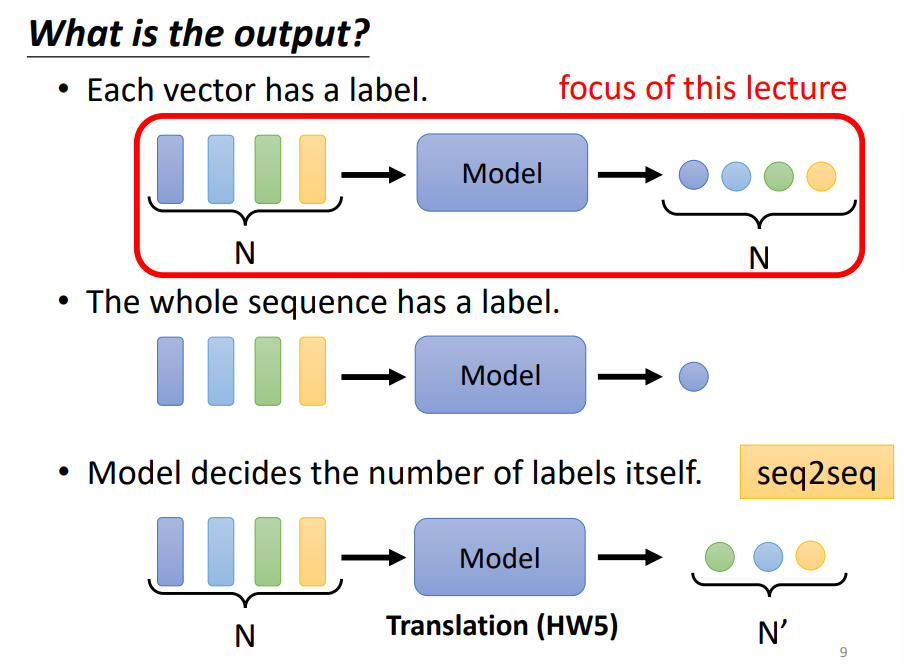 What is the output?
• Each vector has a label.
focus of this lecture
Model
N
N
• The whole sequence has a label.
Model
• Model decides the number of labels itself.
seq2seq
Model
N
Translation (HW5)
N’
9